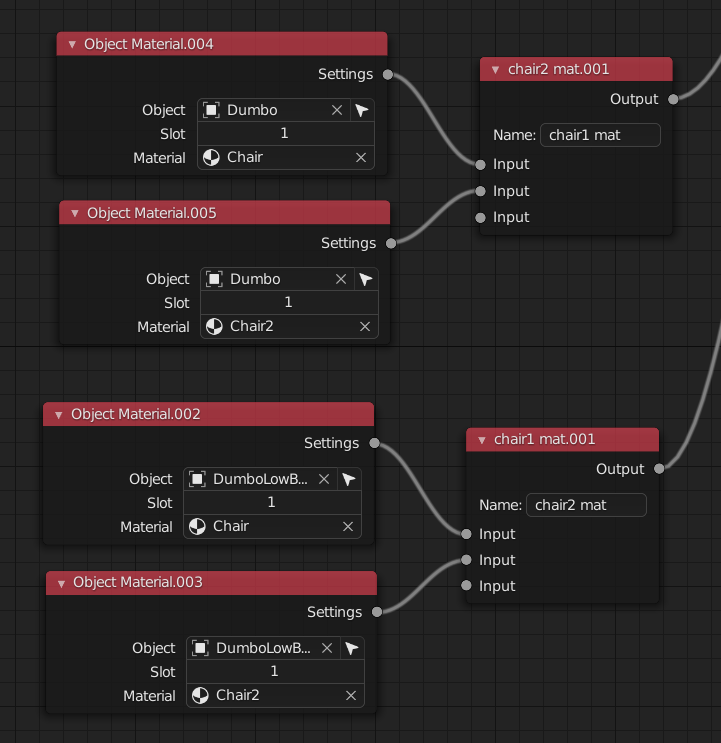 Object Material.004
Settings
Object Dumbo
Slot 1
Material Chair
chair2 mat.001
Output
Name: chair1 mat
Input
Input
Input
Object Material.005
Settings
Object Dumbo
Slot 1
Material Chair2
Object Material.002
Settings
Object DumboLowB...
Slot 1
Material Chair
chair1 mat.001
Output
Name: chair2 mat
Input
Input
Input
Object Material.003
Settings
Object DumboLowB...
Slot 1
Material Chair2